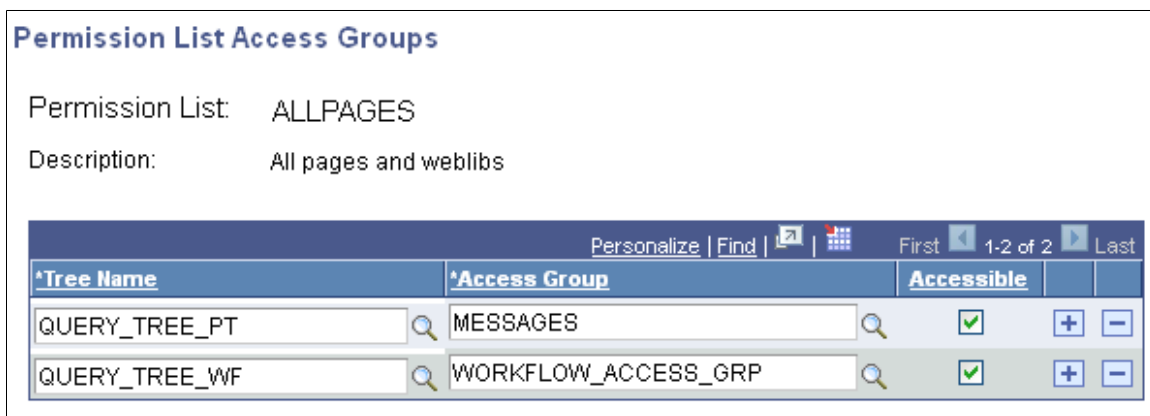 Permission List Access Groups
Permission List: ALLPAGES
Description: All pages and weblibs
Personalize | Find | | First 1-2 of 2 Last
*Tree Name *Access Group Accessible
QUERY_TREE_PT MESSAGES
QUERY_TREE_WF WORKFLOW_ACCESS_GRP